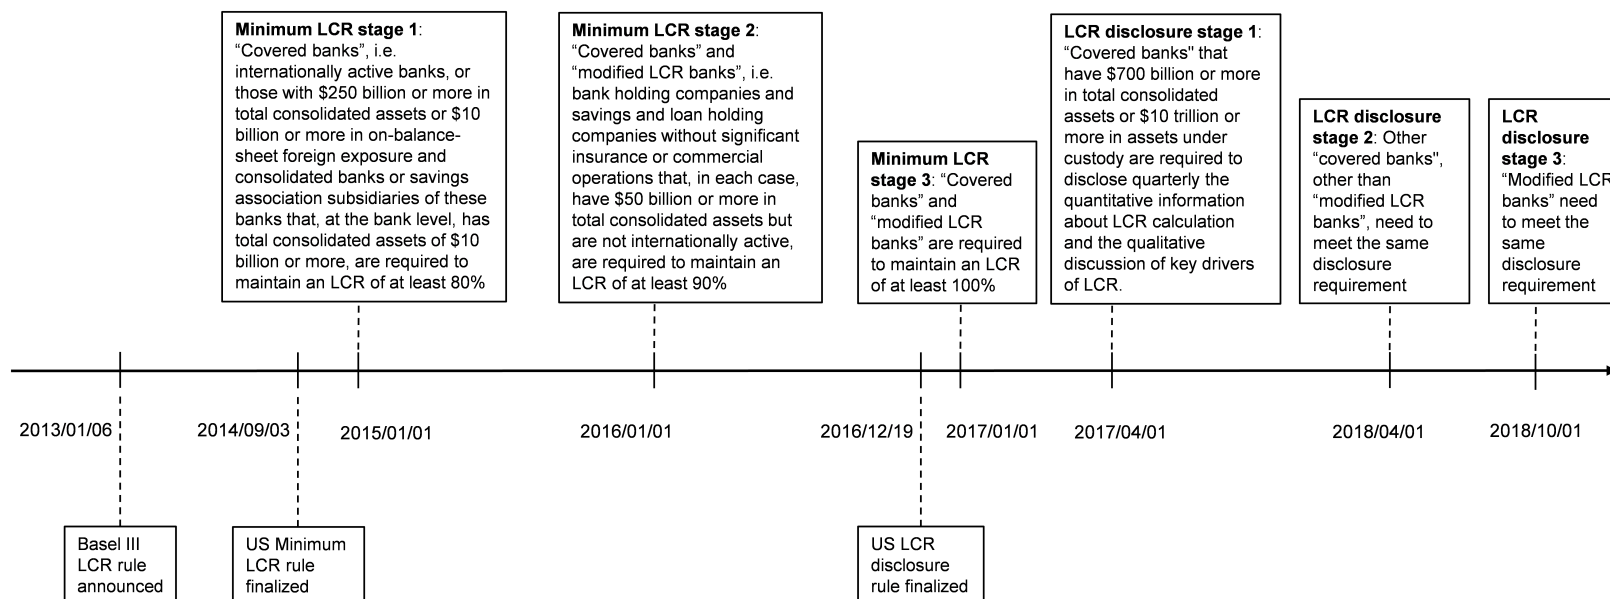 Minimum LCR stage 1:
“Covered banks”, i.e.
internationally active banks, or
those with $250 billion or more in
total consolidated assets or $10
billion or more in on-balance-
sheet foreign exposure and
consolidated banks or savings
association subsidiaries of these
banks that, at the bank level, has
total consolidated assets of $10
billion or more, are required to
maintain an LCR of at least 80%
Minimum LCR stage 2:
“Covered banks” and
“modified LCR banks”, i.e.
bank holding companies and
savings and loan holding
companies without significant
insurance or commercial
operations that, in each case,
have $50 billion or more in
total consolidated assets but
are not internationally active,
are required to maintain an
LCR of at least 90%
Minimum LCR
stage 3: “Covered
banks” and
“modified LCR
banks” are required
to maintain an LCR
of at least 100%
LCR disclosure stage 1:
“Covered banks" that
have $700 billion or more
in total consolidated
assets or $10 trillion or
more in assets under
custody are required to
disclose quarterly the
quantitative information
about LCR calculation
and the qualitative
discussion of key drivers
of LCR.
LCR disclosure
stage 2: Other
“covered banks",
other than
“modified LCR
banks”, need to
meet the same
disclosure
requirement
LCR
disclosure
stage 3:
“Modified LCR
banks” need
to meet the
same
disclosure
requirement
2013/01/06
2014/09/03
2015/01/01
2016/01/01
2016/12/19
2017/01/01
2017/04/01
2018/04/01
2018/10/01
Basel III
LCR rule
announced
US Minimum
LCR rule
finalized
US LCR
disclosure
rule finalized